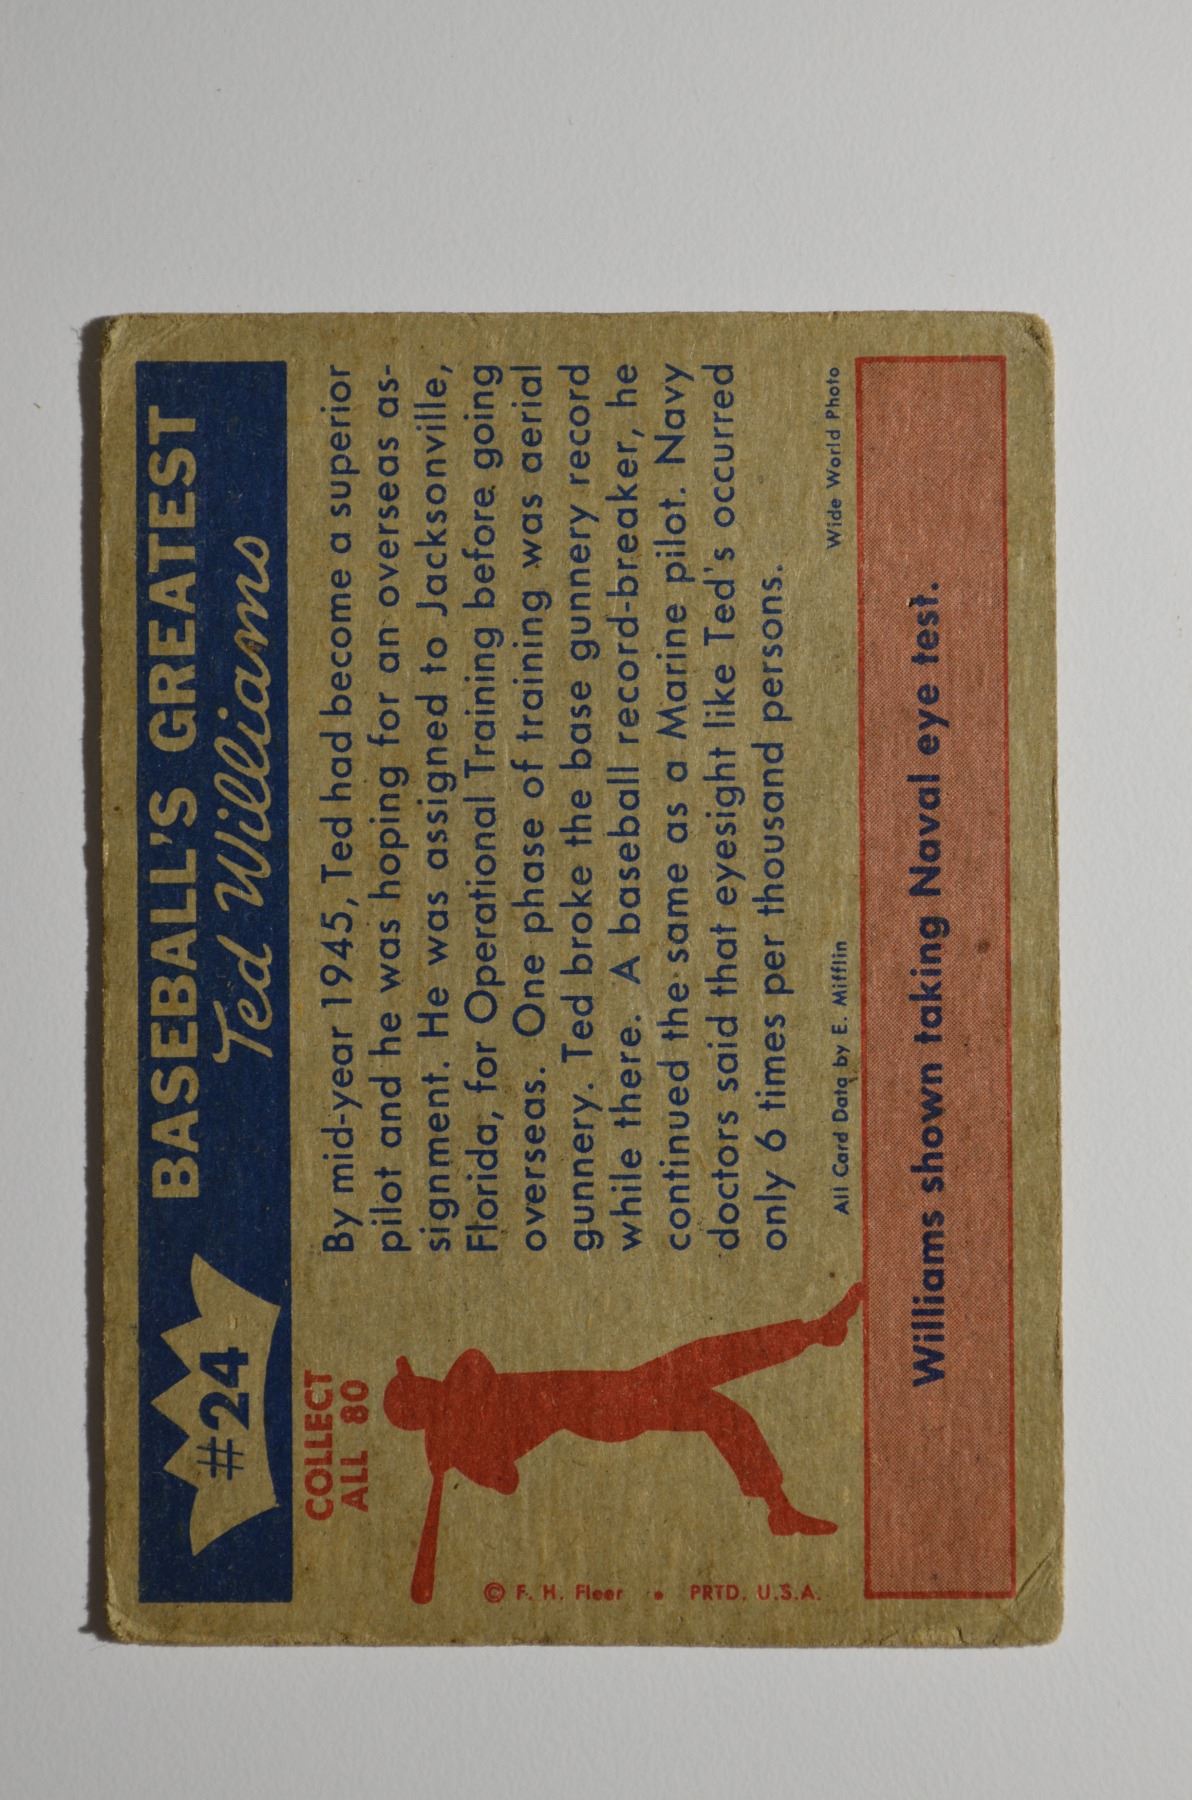 #24
BASEBALL'S GREATEST
Ted Williams
COLLECT
ALL 80
By mid-year 1945, Ted had become a superior
pilot and he was hoping for an overseas as-
signment. He was assigned to Jacksonville,
Florida, for Operational Training before going
overseas. One phase of training was aerial
gunnery. Ted broke the base gunnery record
while there. A baseball record-breaker, he
continued the same as a Marine pilot. Navy
doctors said that eyesight like Ted's occurred
only 6 times per thousand persons.
© F. H. Fleer • PRTD. U.S.A.
All Card Data by E. Mifflin
Wide World Photo
Williams shown taking Naval eye test.